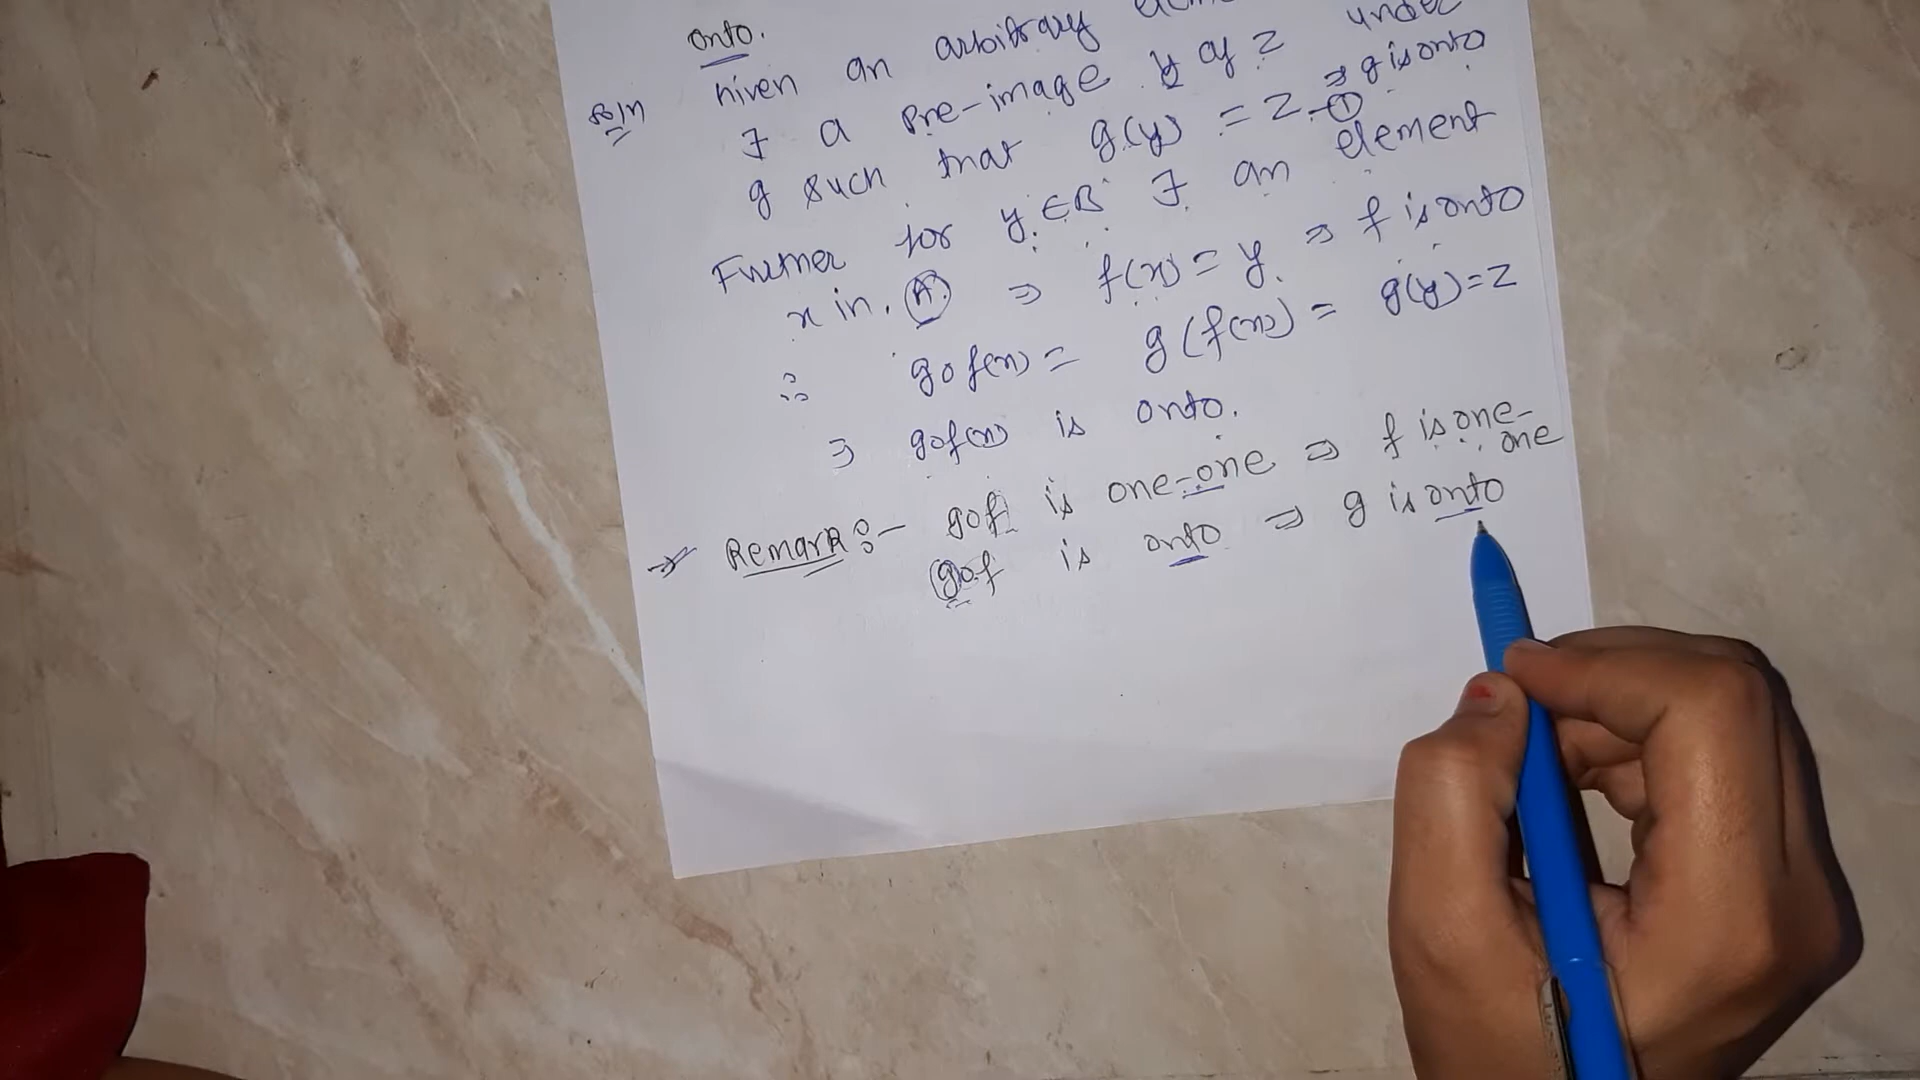 onto.
Soln Given an arbitrary
∃ a pre-image y of z under
g such that g(y) = z -① ⇒ g is onto
Further for y ∈ B ∃ an element
x in. A ⇒ f(x) = y ⇒ f is onto
∴ gof(x) = g(f(x)) = g(y) = z
⇒ gof(x) is onto.
→ Remark :- gof is one-one ⇒ f is one-
one
gof is onto ⇒ g is onto